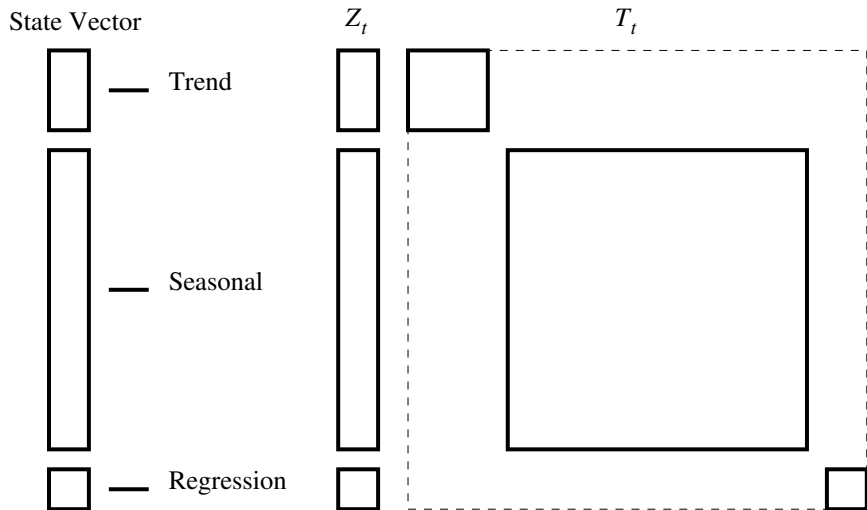 State Vector
Z_t
T_t
Trend
Seasonal
Regression